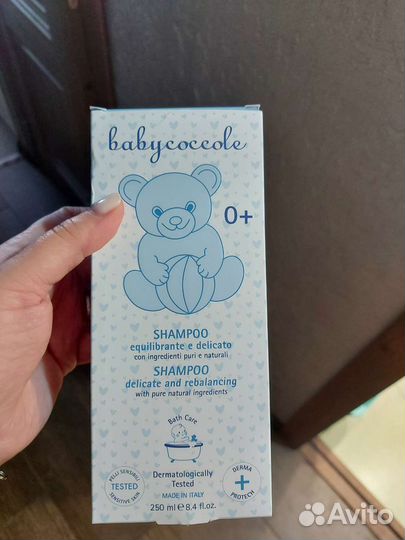 babycoccole
0+
SHAMPOO
equilibrante e delicato
con ingredienti puri e naturali
SHAMPOO
delicate and rebalancing
with pure natural ingredients
Bath Care
PELLI SENSIBILI
TESTED
SENSITIVE SKIN
Dermatologically
Tested
MADE IN ITALY
250 ml e 8.4 fl.oz.
DERMA
+
PROTECH
Avito